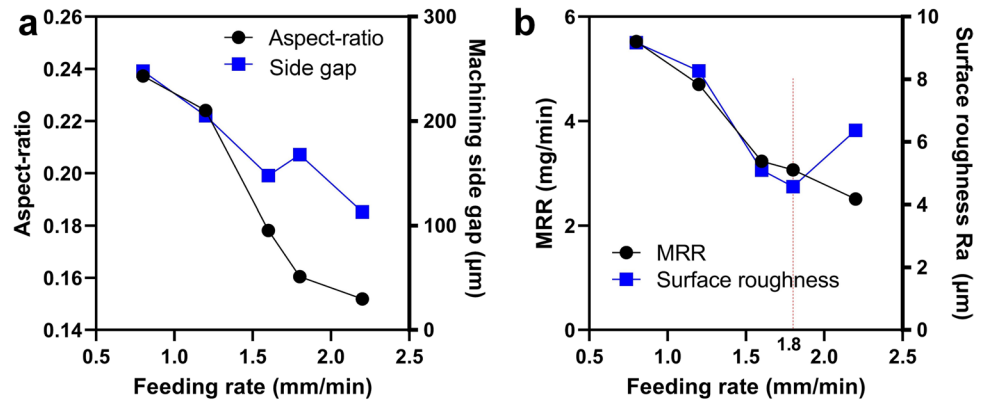 a
Aspect-ratio
Side gap
0.26
0.24
0.22
0.20
0.18
0.16
0.14
Aspect-ratio
300
200
100
0
Machining side gap (μm)
0.5 1.0 1.5 2.0 2.5
Feeding rate (mm/min)
b
MRR
Surface roughness
6
4
2
0
MRR (mg/min)
10
8
6
4
2
0
Surface roughness Ra (μm)
0.5 1.0 1.5 1.8 2.0 2.5
Feeding rate (mm/min)